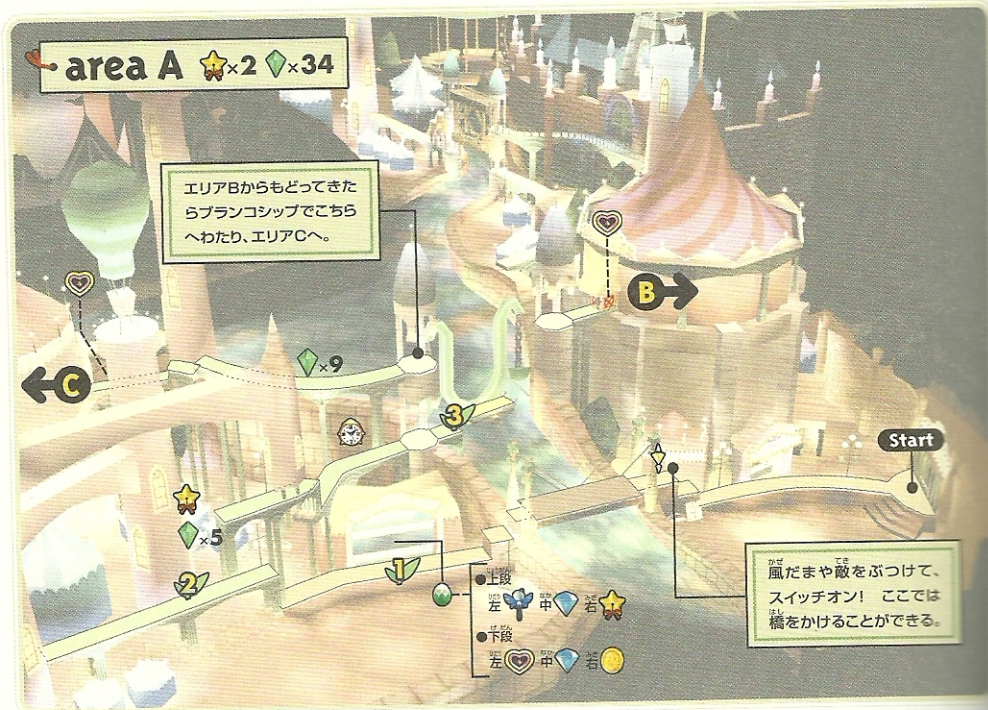 area A ×2 ×34
エリアBからもどってきた
らブランコシップでこちら
へわたり、エリアCへ。
B
C
×9
3
Start
×5
2
1
●上段
左 中 右
●下段
左 中 右
風だまや敵をぶつけて、
スイッチオン! ここでは
橋をかけることができる。